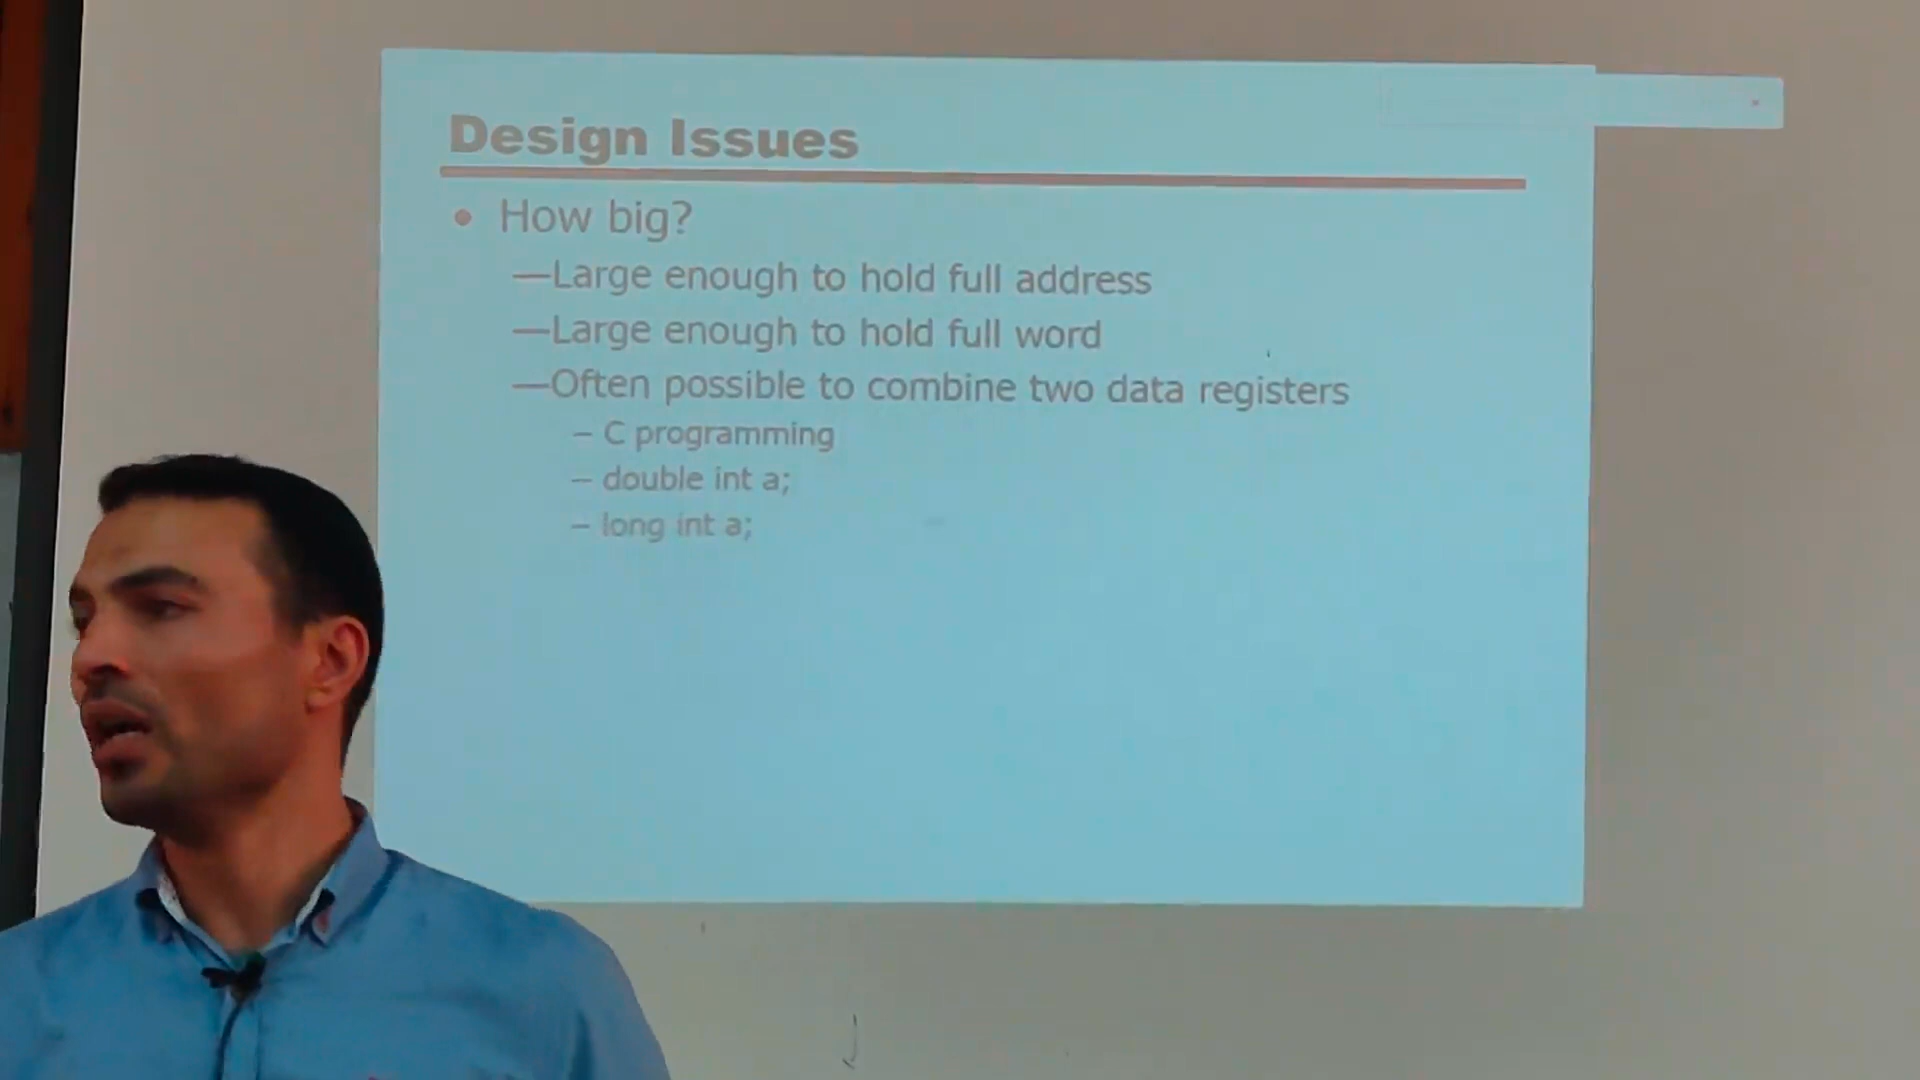 Design Issues
• How big?
—Large enough to hold full address
—Large enough to hold full word
—Often possible to combine two data registers
– C programming
– double int a;
– long int a;